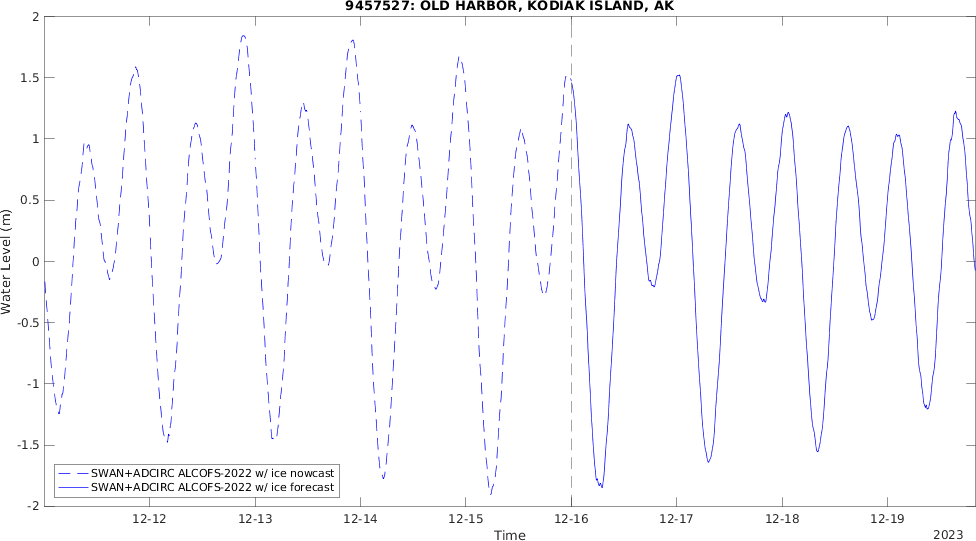 9457527: OLD HARBOR, KODIAK ISLAND, AK
2
1.5
1
0.5
0
-0.5
-1
-1.5
-2
Water Level (m)
SWAN+ADCIRC ALCOFS-2022 w/ ice nowcast
SWAN+ADCIRC ALCOFS-2022 w/ ice forecast
12-12 12-13 12-14 12-15 12-16 12-17 12-18 12-19
Time
2023